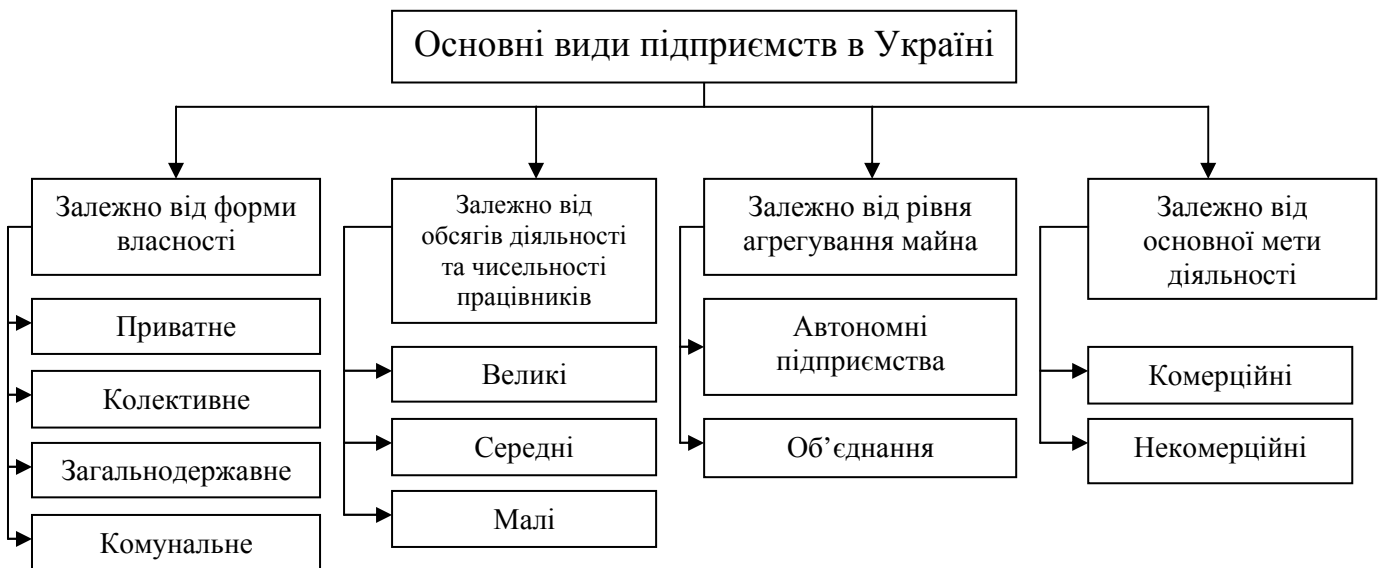 Основні види підприємств в Україні
Залежно від форми
власності
Приватне
Колективне
Загальнодержавне
Комунальне
Залежно від
обсягів діяльності
та чисельності
працівників
Великі
Середні
Малі
Залежно від рівня
агрегування майна
Автономні
підприємства
Об’єднання
Залежно від
основної мети
діяльності
Комерційні
Некомерційні